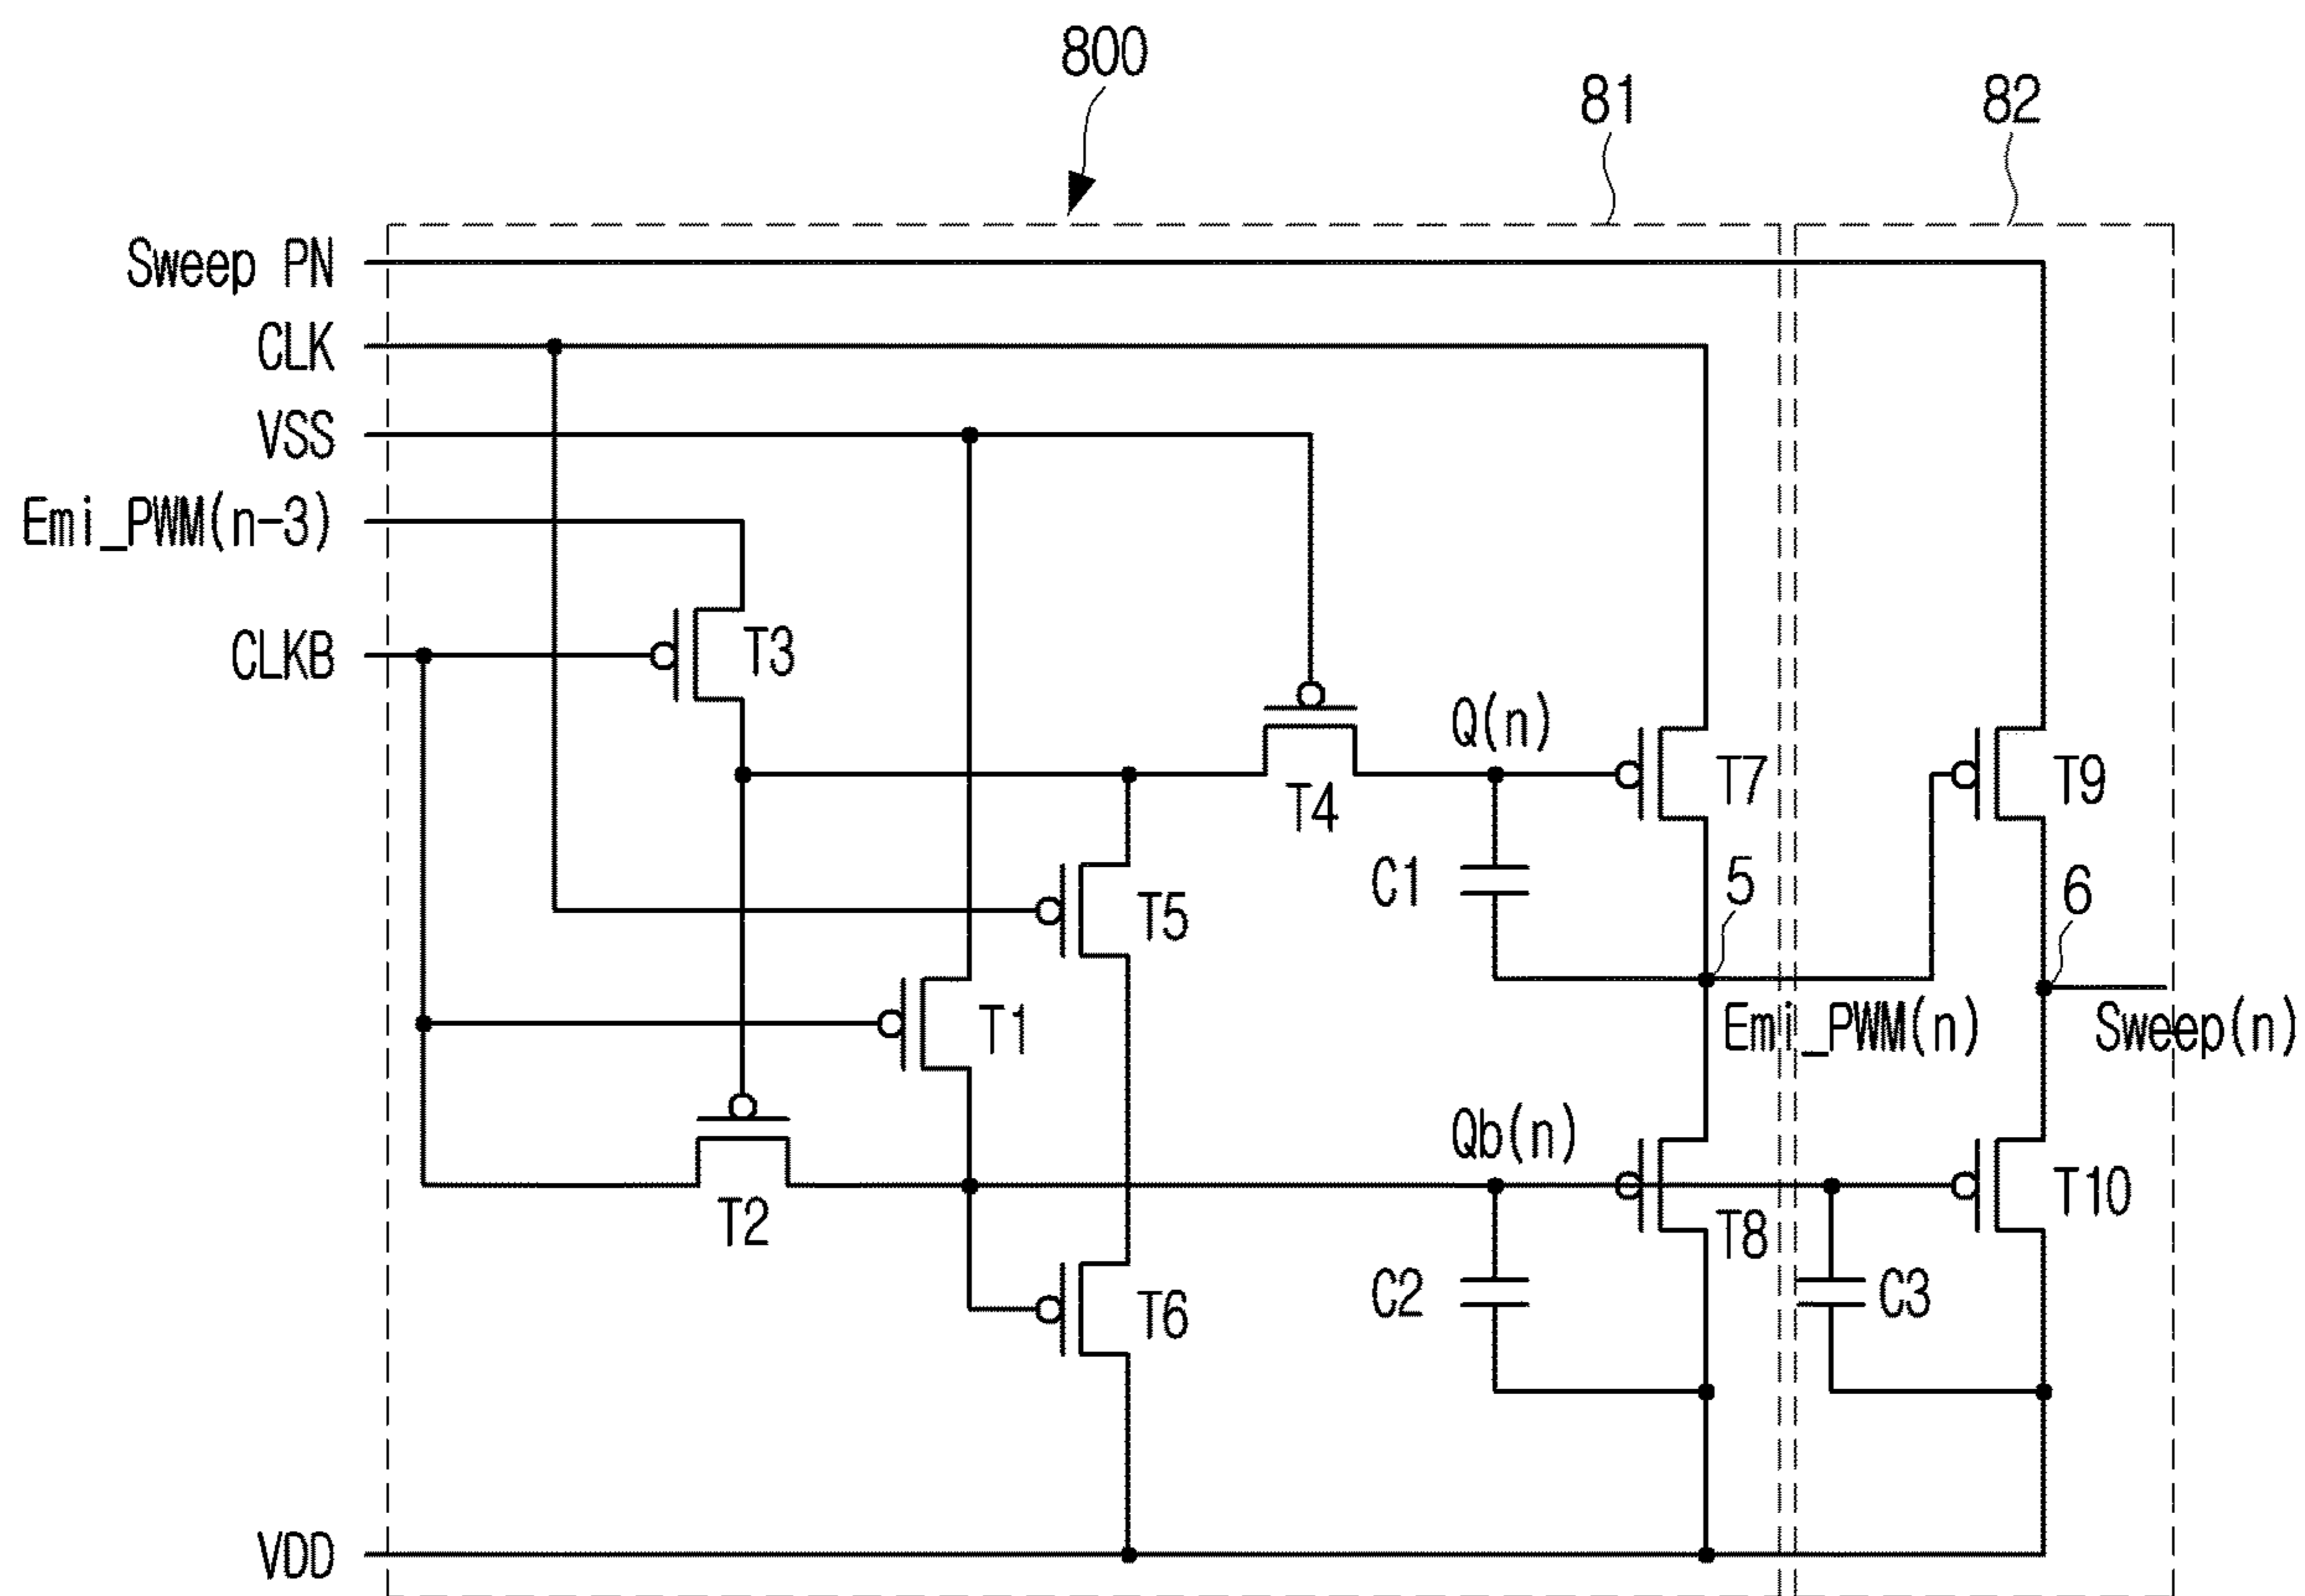 800
81
82
Sweep PN
CLK
VSS
Emi_PWM(n-3)
CLKB
T3
Q(n)
T7
T9
T4
C1
5
6
T5
T1
Emi_PWM(n)
Sweep(n)
Qb(n)
T2
T8
T10
C2
C3
T6
VDD